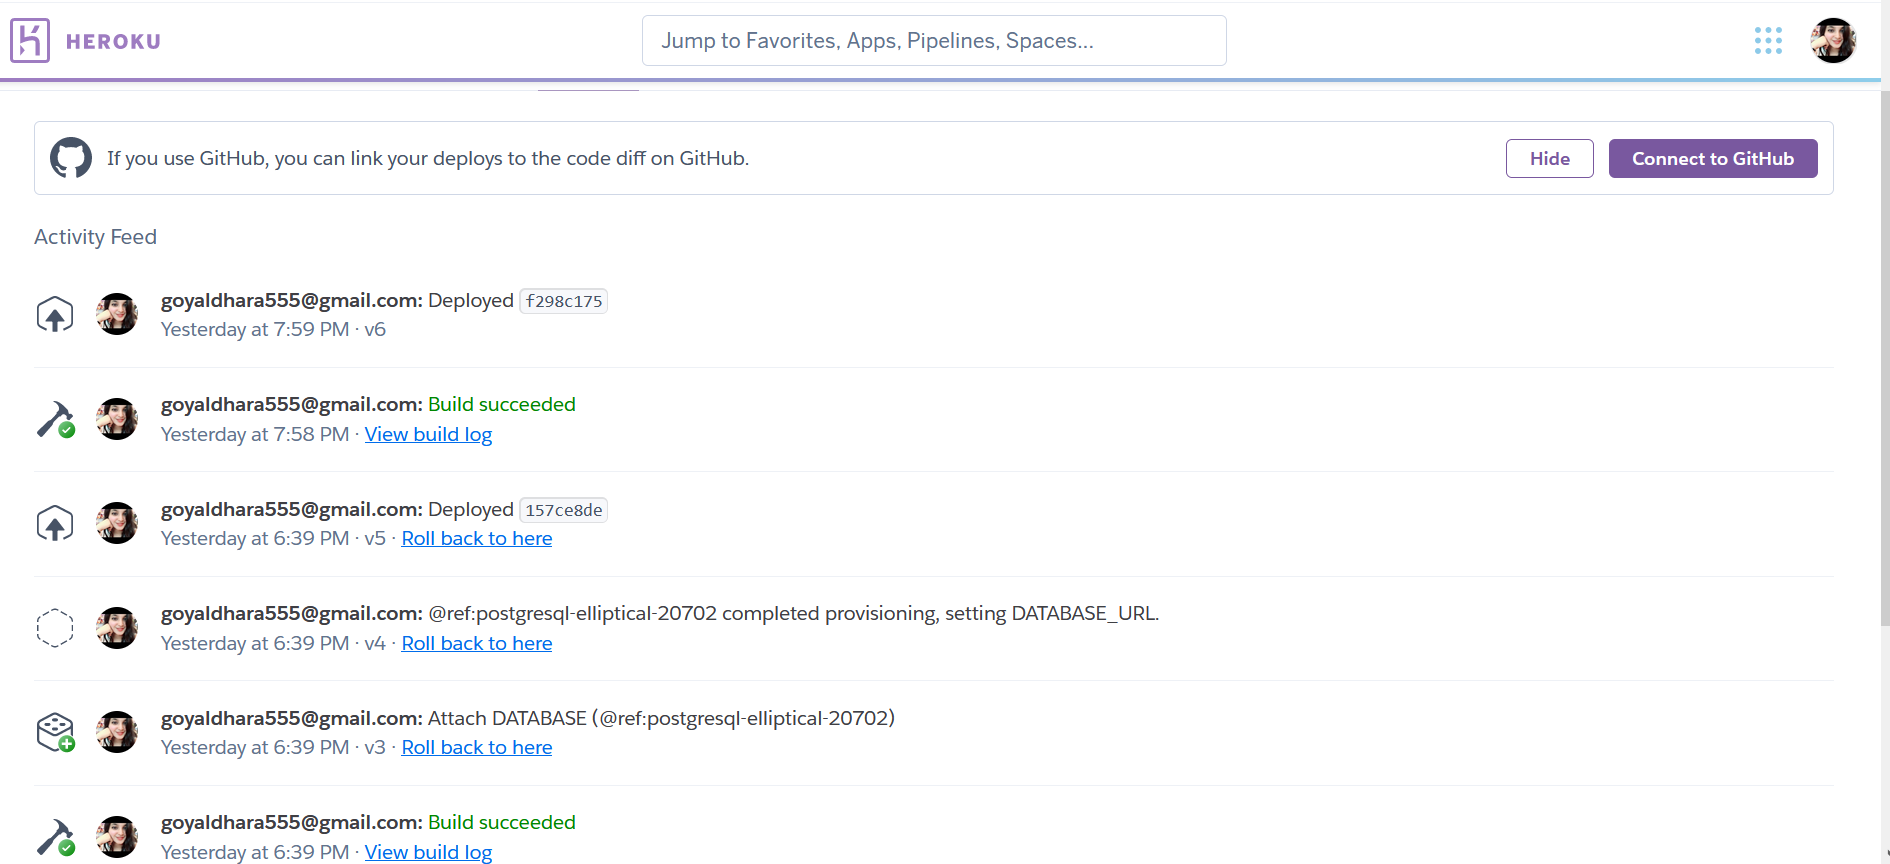 HEROKU
Jump to Favorites, Apps, Pipelines, Spaces...
If you use GitHub, you can link your deploys to the code diff on GitHub.
Hide
Connect to GitHub
Activity Feed
goyaldhara555@gmail.com: Deployed f298c175
Yesterday at 7:59 PM · v6
goyaldhara555@gmail.com: Build succeeded
Yesterday at 7:58 PM · View build log
goyaldhara555@gmail.com: Deployed 157ce8de
Yesterday at 6:39 PM · v5 · Roll back to here
goyaldhara555@gmail.com: @ref:postgresql-elliptical-20702 completed provisioning, setting DATABASE_URL.
Yesterday at 6:39 PM · v4 · Roll back to here
goyaldhara555@gmail.com: Attach DATABASE (@ref:postgresql-elliptical-20702)
Yesterday at 6:39 PM · v3 · Roll back to here
goyaldhara555@gmail.com: Build succeeded
Yesterday at 6:39 PM · View build log